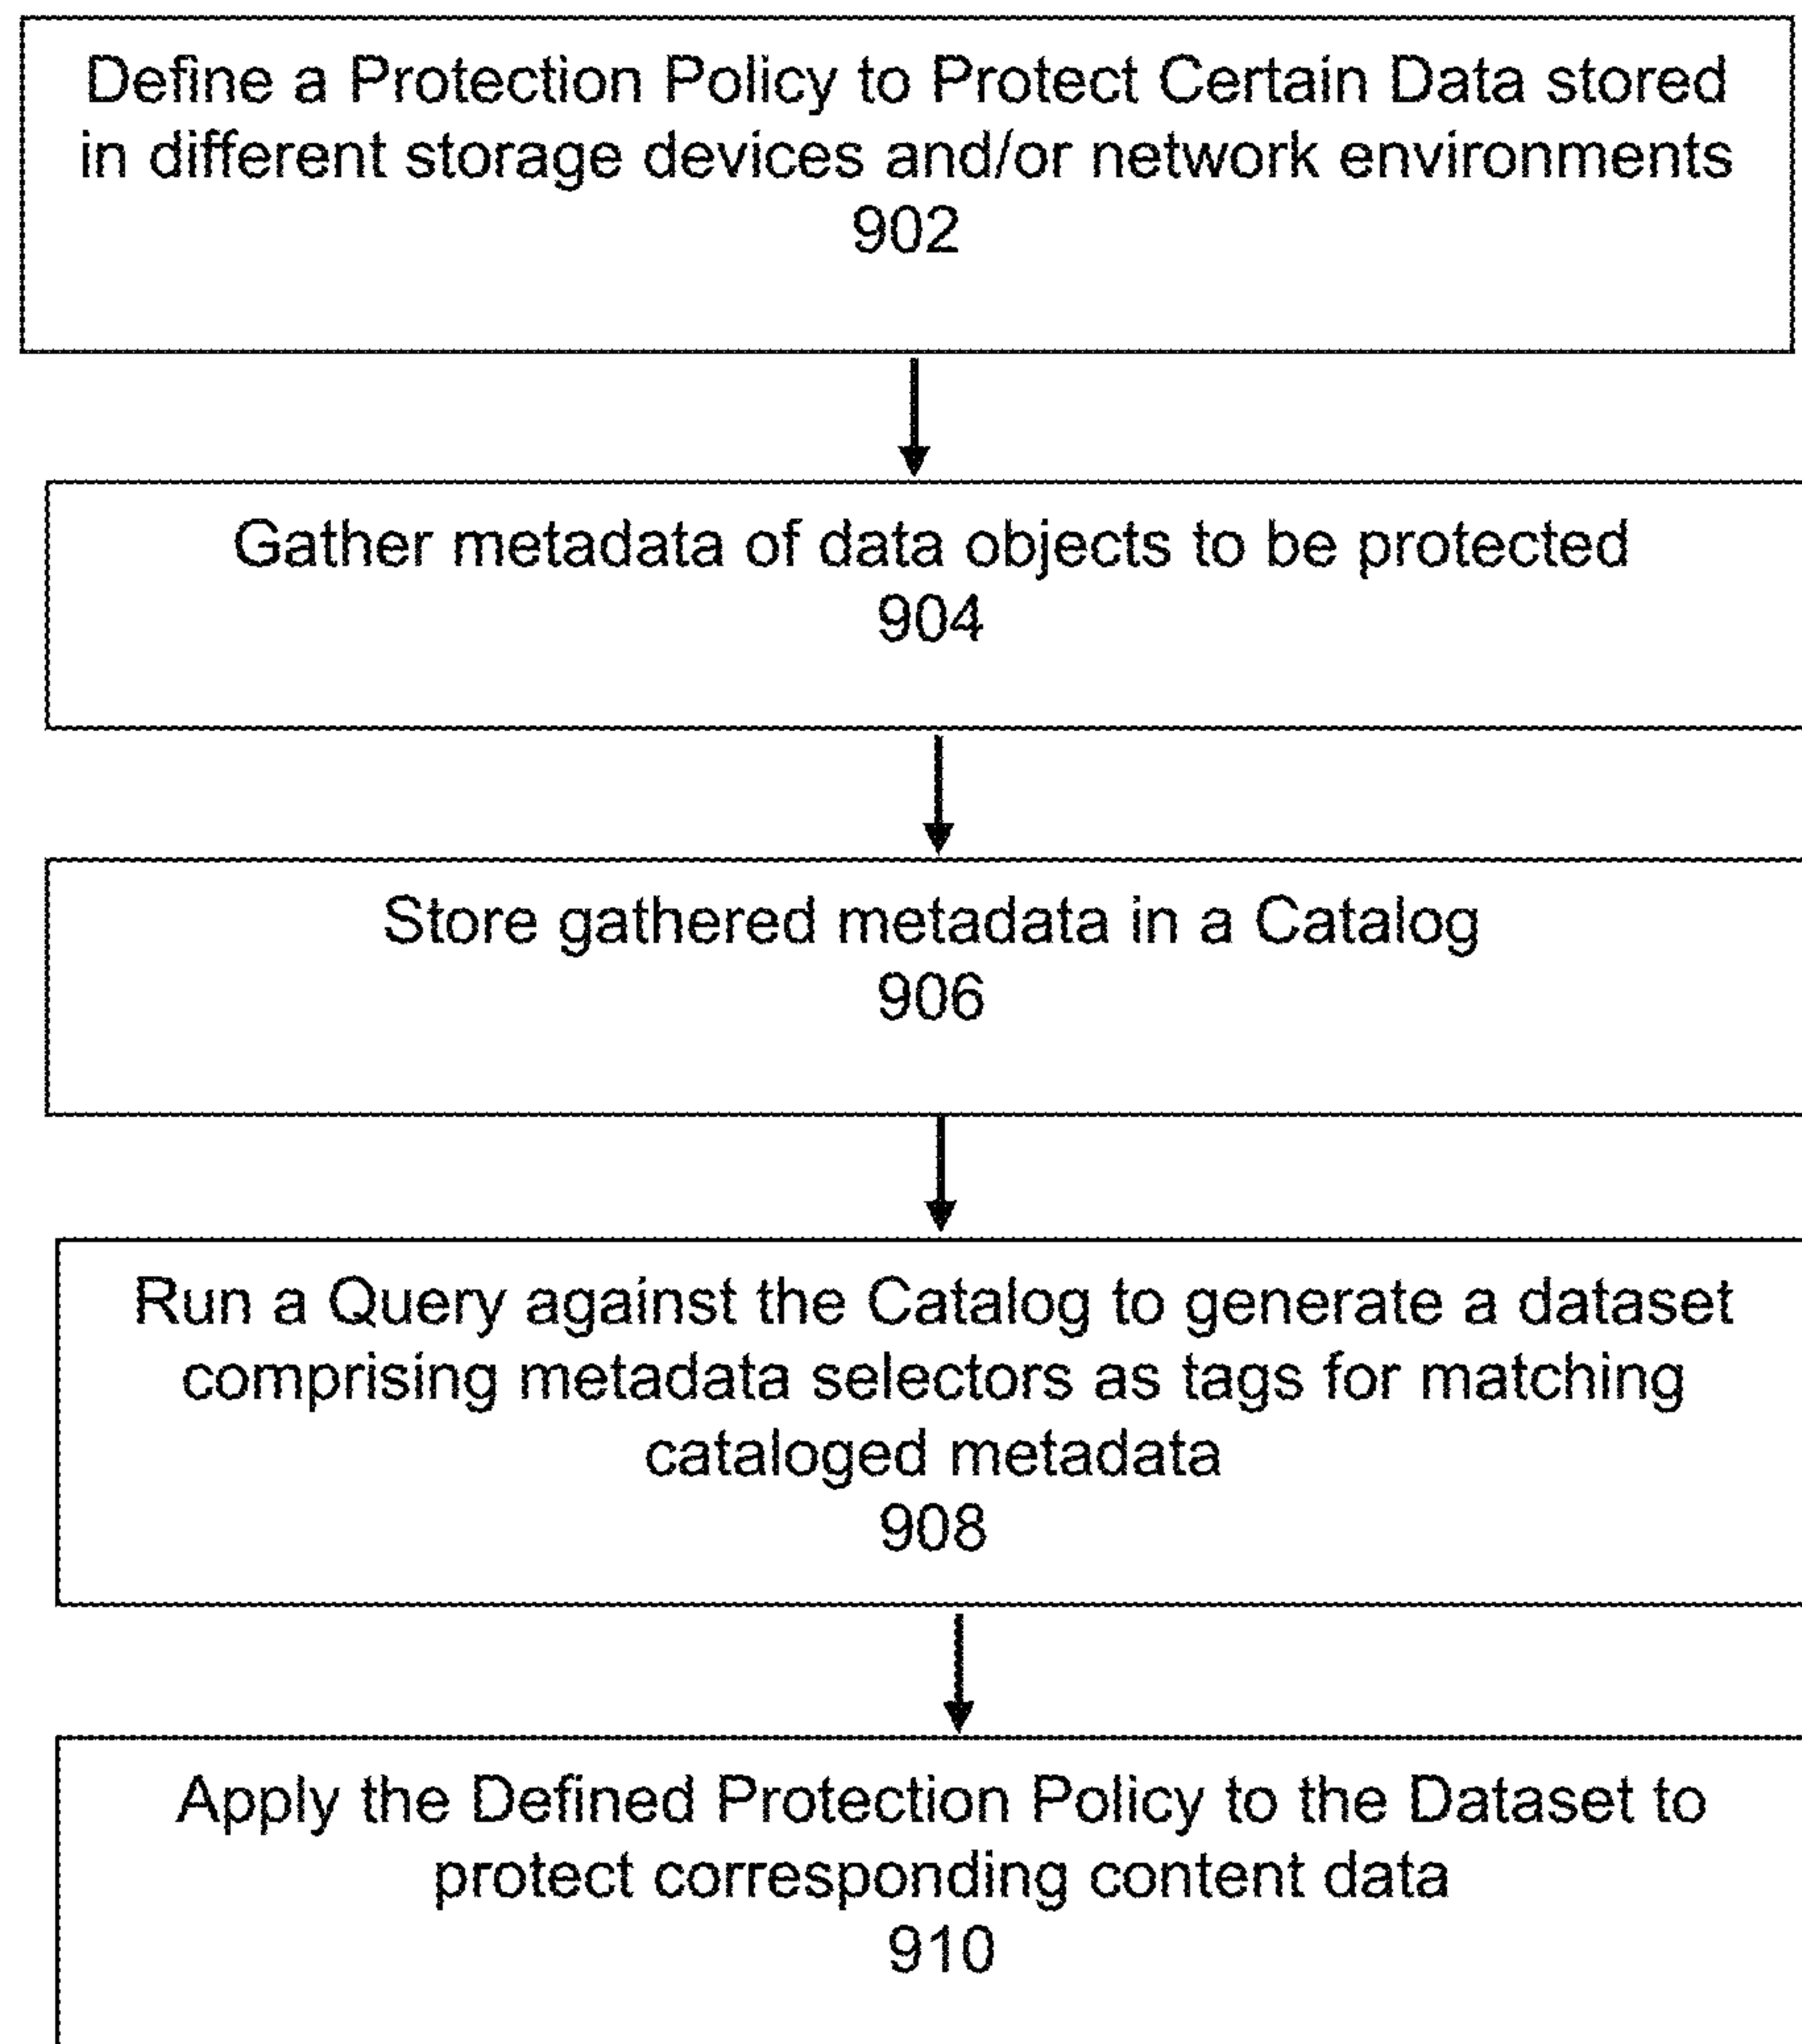 Define a Protection Policy to Protect Certain Data stored
in different storage devices and/or network environments
902
Gather metadata of data objects to be protected
904
Store gathered metadata in a Catalog
906
Run a Query against the Catalog to generate a dataset
comprising metadata selectors as tags for matching
cataloged metadata
908
Apply the Defined Protection Policy to the Dataset to
protect corresponding content data
910